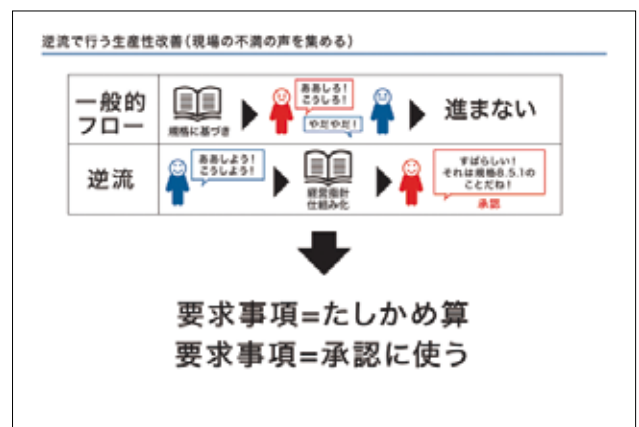 逆流で行う生産性改善(現場の不満の声を集める)
一般的
フロー
規格に基づき
ああしろ!
こうしろ!
やだやだ!
進まない
逆流
ああしよう!
こうしよう!
経営指針
仕組み化
すばらしい!
それは規格8.5.1の
ことだね!
承認
要求事項=たしかめ算
要求事項=承認に使う